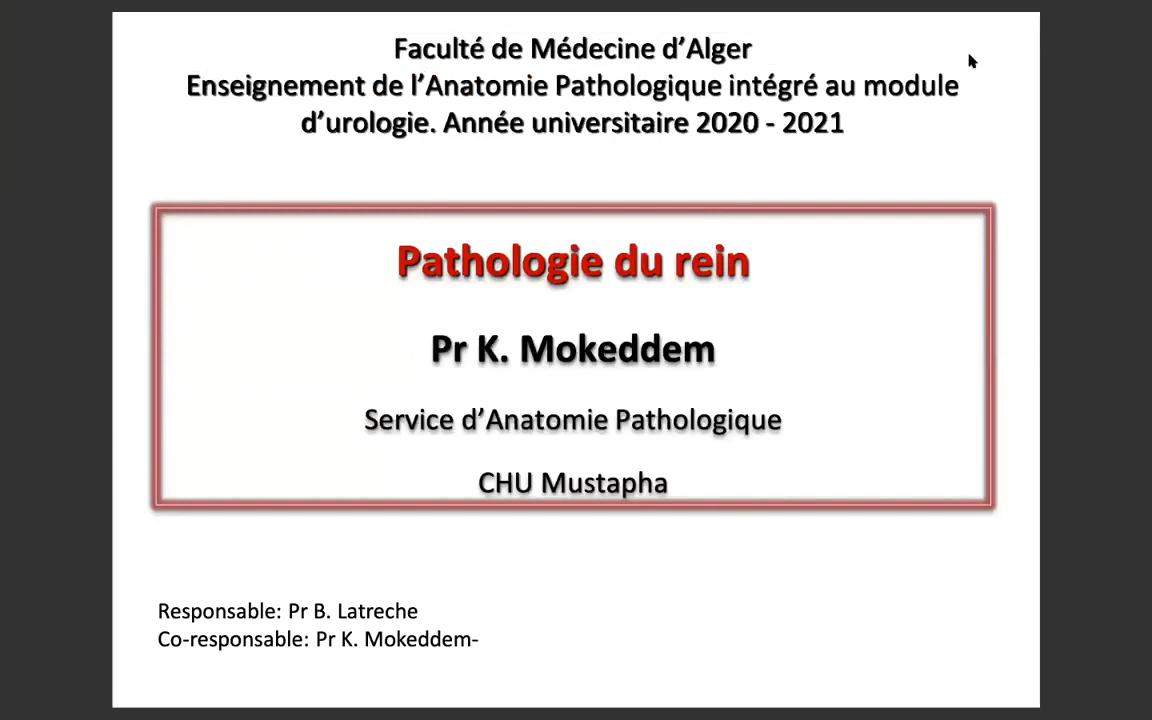 Faculté de Médecine d’Alger
Enseignement de l’Anatomie Pathologique intégré au module
d’urologie. Année universitaire 2020 - 2021
Pathologie du rein
Pr K. Mokeddem
Service d’Anatomie Pathologique
CHU Mustapha
Responsable: Pr B. Latreche
Co-responsable: Pr K. Mokeddem-